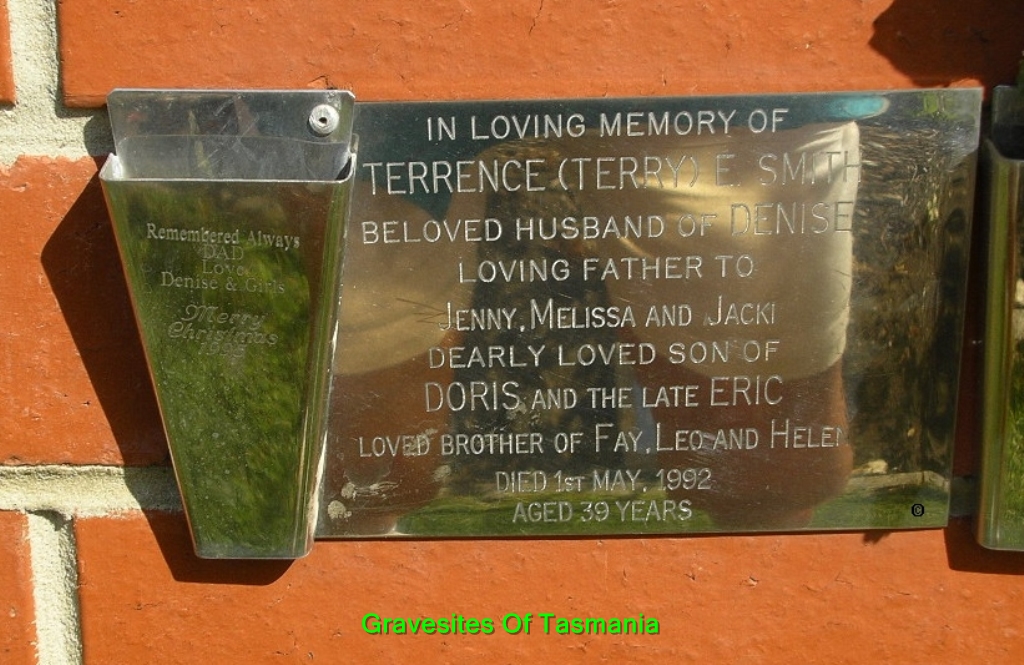 Remembered Always
DAD
Love
Denise & Girls
Merry
Christmas
IN LOVING MEMORY OF
TERRENCE (TERRY) E. SMITH
BELOVED HUSBAND OF DENISE
LOVING FATHER TO
JENNY, MELISSA AND JACKI
DEARLY LOVED SON OF
DORIS AND THE LATE ERIC
LOVED BROTHER OF FAY, LEO AND HELEN
DIED 1ST MAY, 1992
AGED 39 YEARS
©
Gravesites Of Tasmania